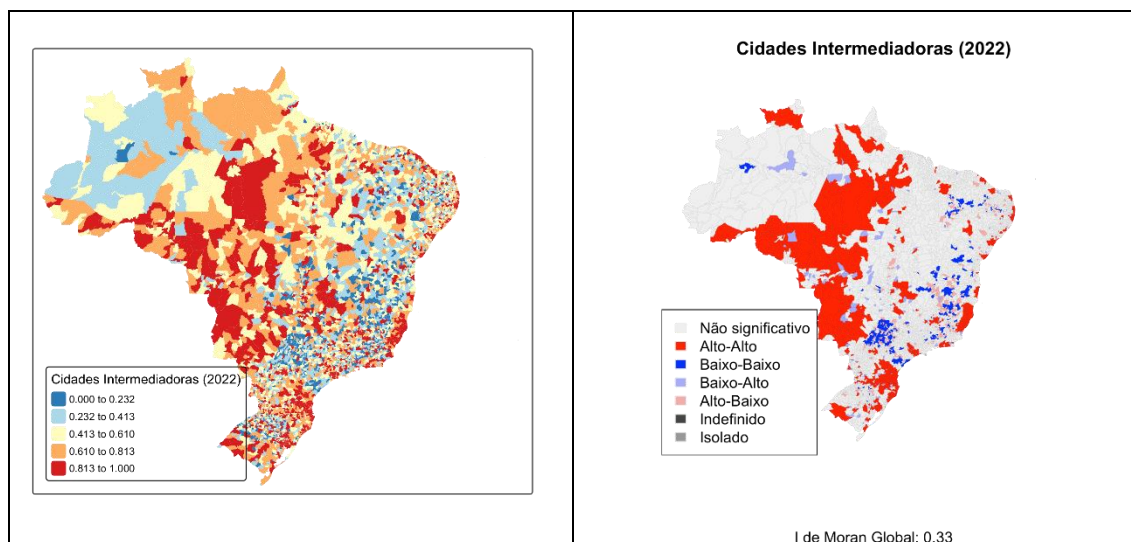 Cidades Intermediadoras (2022)
0.000 to 0.232
0.232 to 0.413
0.413 to 0.610
0.610 to 0.813
0.813 to 1.000
Cidades Intermediadoras (2022)
Não significativo
Alto-Alto
Baixo-Baixo
Baixo-Alto
Alto-Baixo
Indefinido
Isolado
I de Moran Global: 0.33